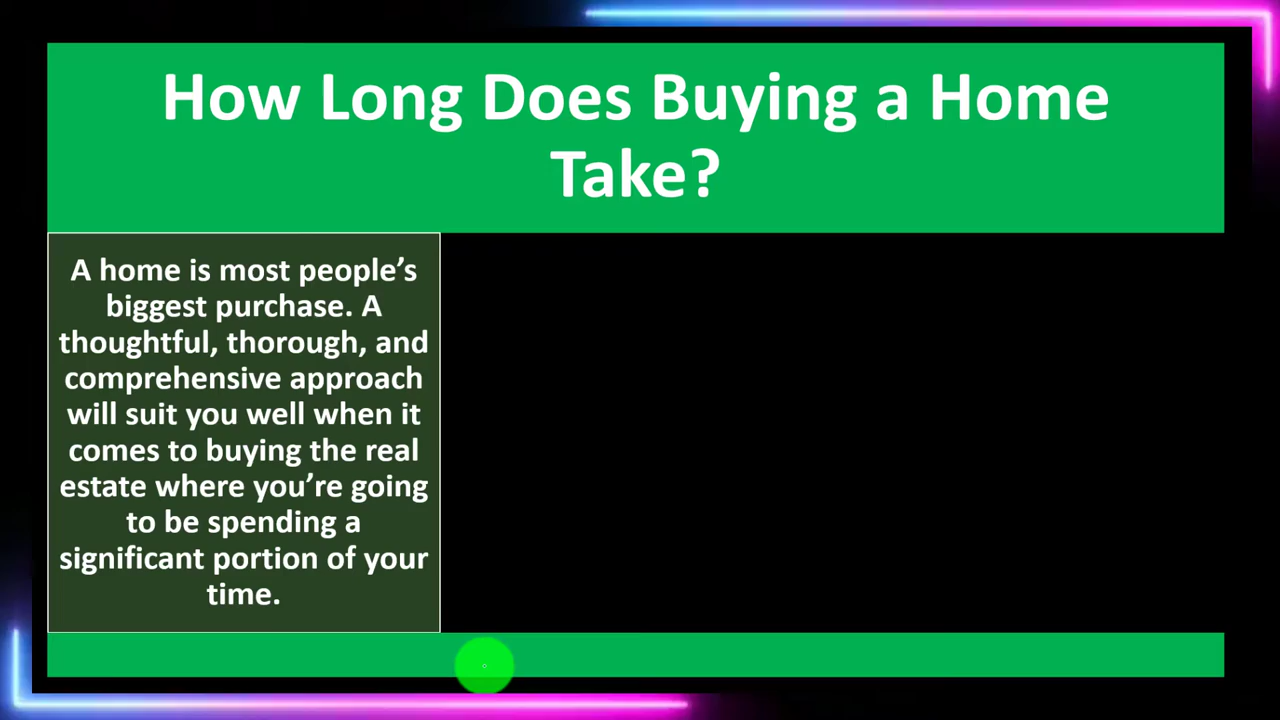 How Long Does Buying a Home
Take?
A home is most people’s
biggest purchase. A
thoughtful, thorough, and
comprehensive approach
will suit you well when it
comes to buying the real
estate where you’re going
to be spending a
significant portion of your
time.